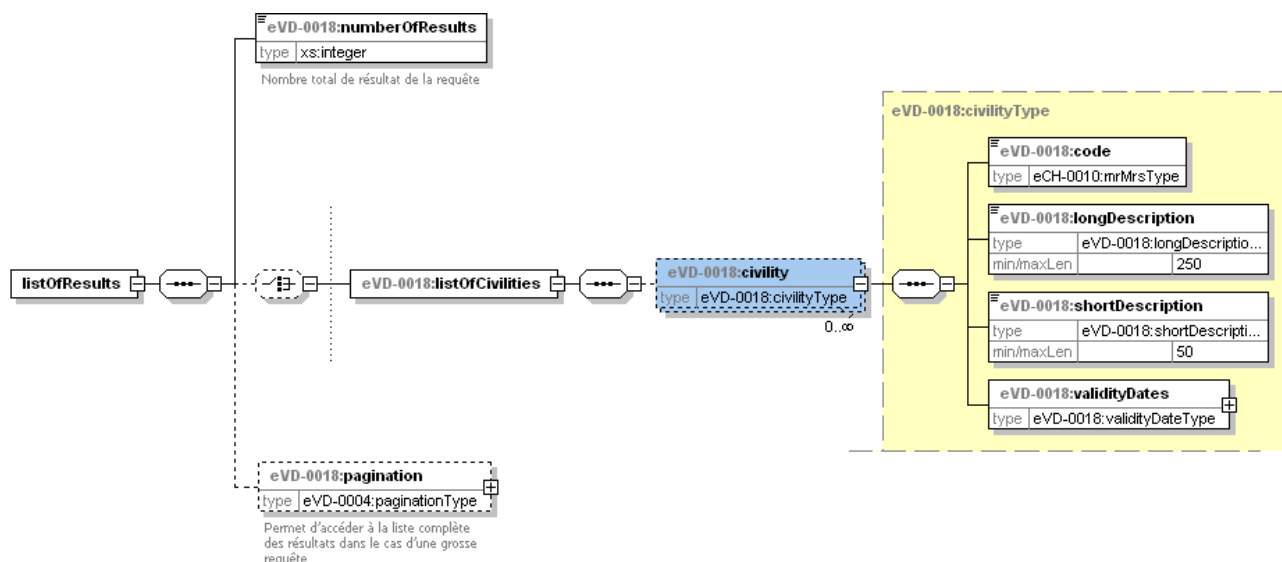 eVD-0018:numberOfResults
type xs:integer
Nombre total de résultat de la requête
eVD-0018:civilityType
eVD-0018:code
type eCH-0010:mrMrsType
eVD-0018:longDescription
type eVD-0018:longDescriptio...
min/maxLen 250
listOfResults
eVD-0018:listOfCivilities
eVD-0018:civility
type eVD-0018:civilityType
0..∞
eVD-0018:shortDescription
type eVD-0018:shortDescripti...
min/maxLen 50
eVD-0018:validityDates
type eVD-0018:validityDateType
eVD-0018:pagination
type eVD-0004:paginationType
Permet d'accéder à la liste complète
des résultats dans le cas d'une grosse
requête